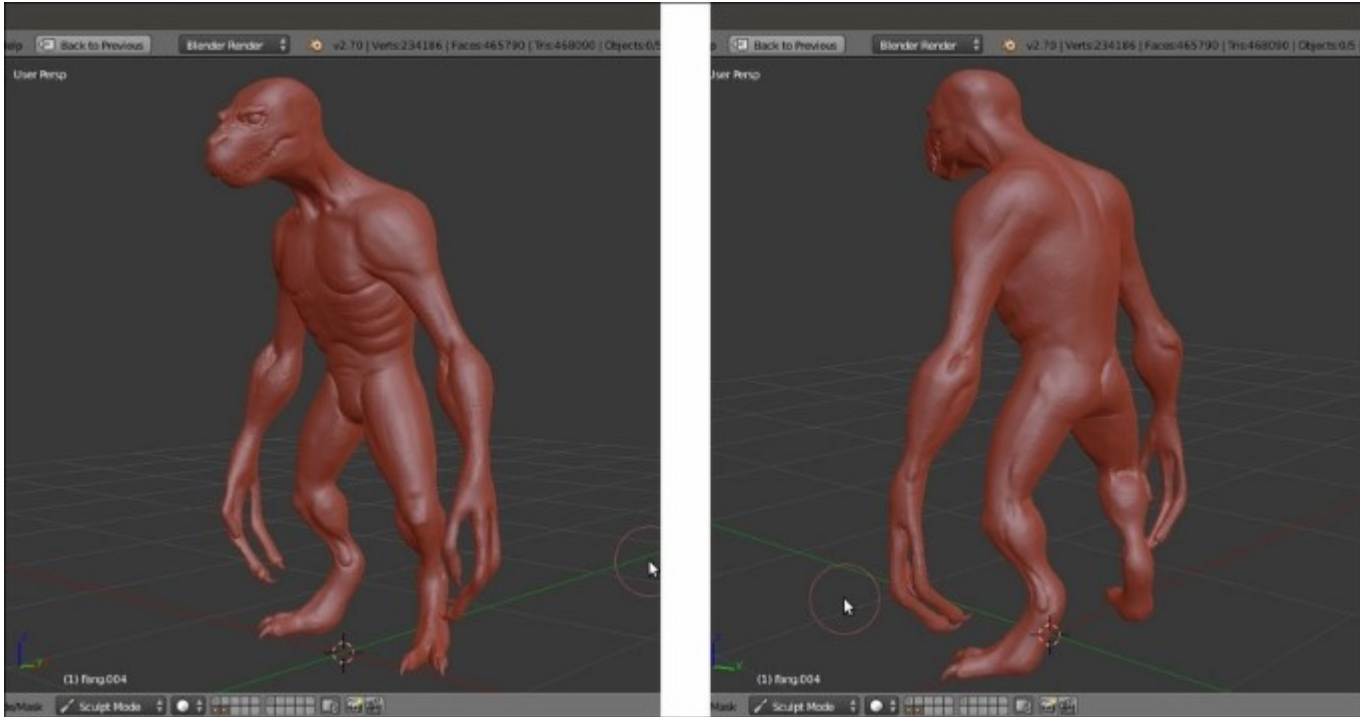 Back to Previous Blender Render v2.70 | Verts:234186 | Faces:465790 | Tris:468090 | Objects:0/5
User Persp
(1) Fang.004
Sculpt Mode
Back to Previous Blender Render v2.70 | Verts:234186 | Faces:465790 | Tris:468090 | Objects:0/5
User Persp
(1) Fang.004
Mask Sculpt Mode